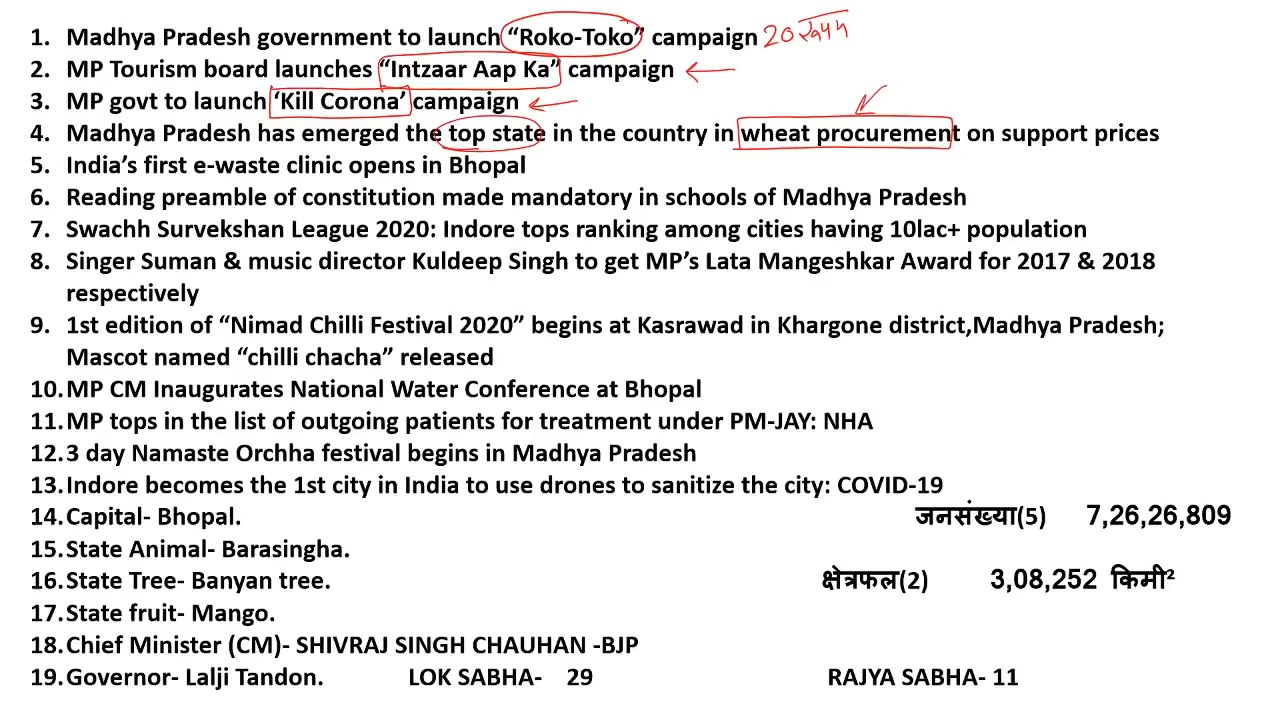 1. Madhya Pradesh government to launch “Roko-Toko” campaign 20
2. MP Tourism board launches “Intzaar Aap Ka” campaign
3. MP govt to launch ‘Kill Corona’ campaign
4. Madhya Pradesh has emerged the top state in the country in wheat procurement on support prices
5. India’s first e-waste clinic opens in Bhopal
6. Reading preamble of constitution made mandatory in schools of Madhya Pradesh
7. Swachh Survekshan League 2020: Indore tops ranking among cities having 10lac+ population
8. Singer Suman & music director Kuldeep Singh to get MP’s Lata Mangeshkar Award for 2017 & 2018
respectively
9. 1st edition of “Nimad Chilli Festival 2020” begins at Kasrawad in Khargone district,Madhya Pradesh;
Mascot named “chilli chacha” released
10. MP CM Inaugurates National Water Conference at Bhopal
11. MP tops in the list of outgoing patients for treatment under PM-JAY: NHA
12. 3 day Namaste Orchha festival begins in Madhya Pradesh
13. Indore becomes the 1st city in India to use drones to sanitize the city: COVID-19
14. Capital- Bhopal. जनसंख्या(5) 7,26,26,809
15. State Animal- Barasingha.
16. State Tree- Banyan tree. क्षेत्रफल(2) 3,08,252 किमी²
17. State fruit- Mango.
18. Chief Minister (CM)- SHIVRAJ SINGH CHAUHAN -BJP
19. Governor- Lalji Tandon. LOK SABHA- 29 RAJYA SABHA- 11